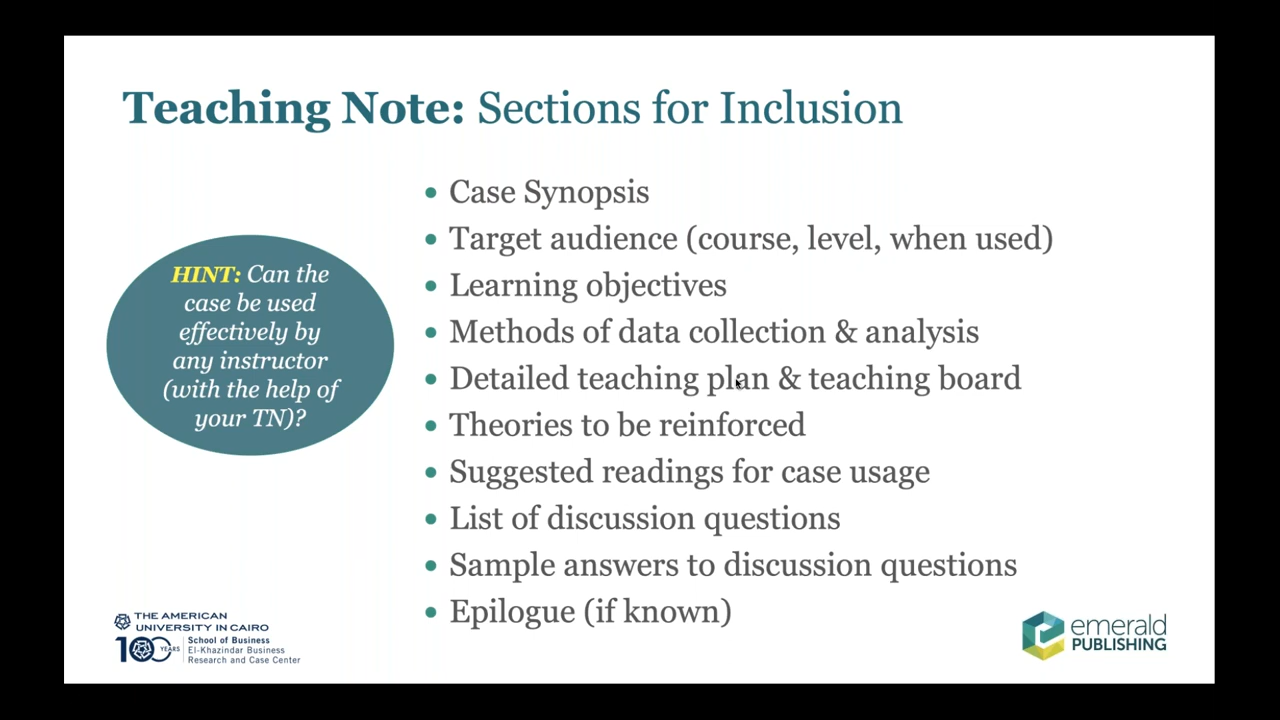 Teaching Note: Sections for Inclusion
HINT: Can the
case be used
effectively by
any instructor
(with the help of
your TN)?
• Case Synopsis
• Target audience (course, level, when used)
• Learning objectives
• Methods of data collection & analysis
• Detailed teaching plan & teaching board
• Theories to be reinforced
• Suggested readings for case usage
• List of discussion questions
• Sample answers to discussion questions
• Epilogue (if known)
THE AMERICAN
UNIVERSITY IN CAIRO
100 YEARS
School of Business
El-Khazindar Business
Research and Case Center
emerald
PUBLISHING